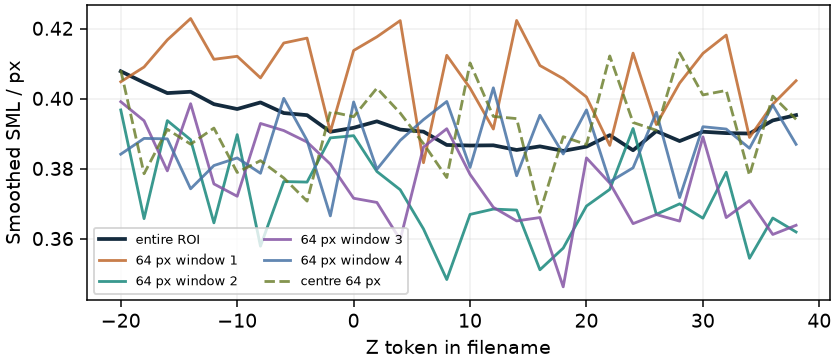 0.42
0.40
0.38
0.36
Smoothed SML / px
entire ROI
64 px window 1
64 px window 2
64 px window 3
64 px window 4
centre 64 px
−20 −10 0 10 20 30 40
Z token in filename